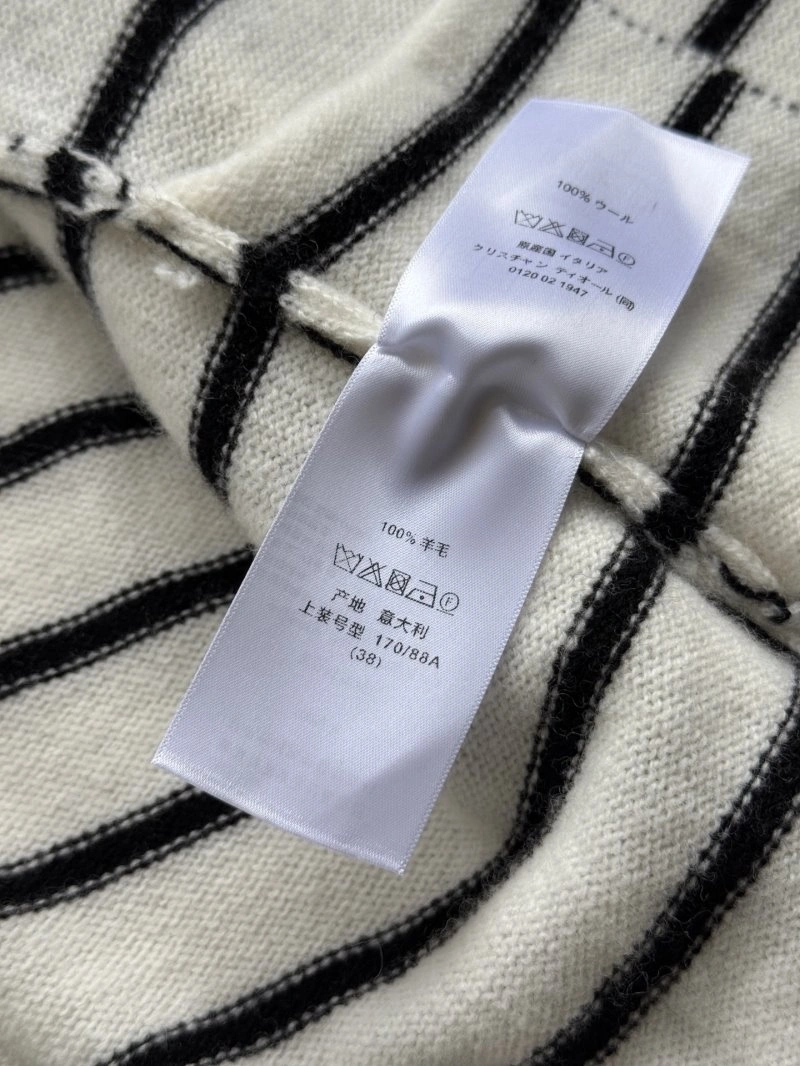 100% ウール
F
原産国 イタリア
クリスチャン ディオール (同)
0120 02 1947
100% 羊毛
F
产地 意大利
上装号型 170/88A
(38)